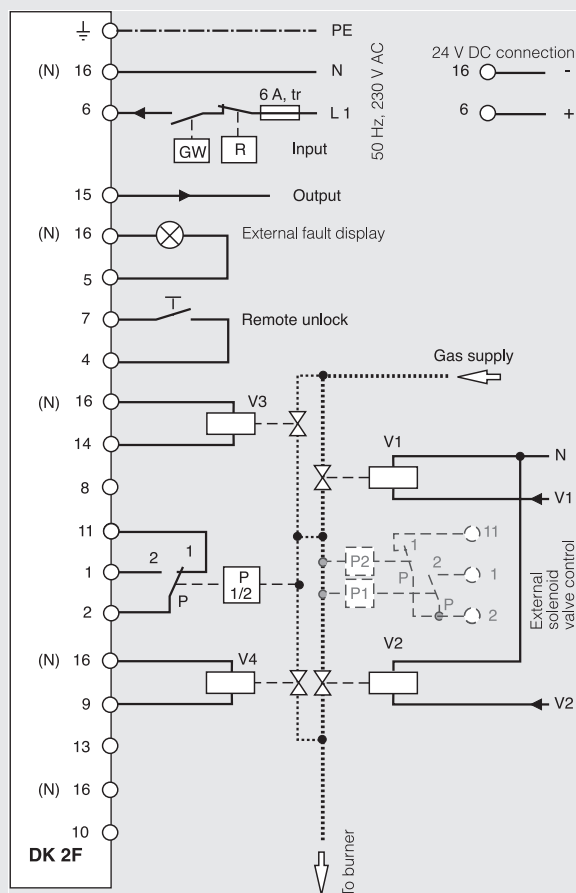 PE
(N) 16 N
6 6 A, tr L 1
GW R Input
50 Hz, 230 V AC
24 V DC connection
16 -
6 +
15 Output
(N) 16 External fault display
5
7 Remote unlock
4
Gas supply
(N) 16 V3
14
V1
N
V1
8
11
1 2 1
P
P
1/2
2
P2
P1
1 11
2 1
P P 2
External
solenoid
valve control
(N) 16 V4
9
V2
V2
13
(N) 16
10
DK 2F
To burner